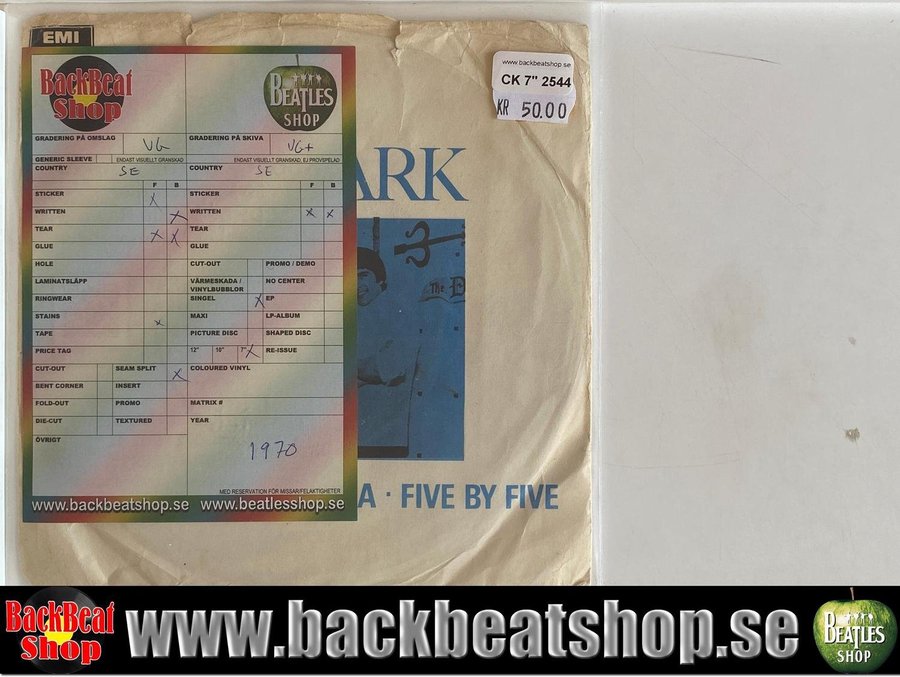 EMI
BackBeat
Shop
BEATLES
SHOP
www.backbeatshop.se
CK 7" 2544
KR 50.00
GRADERING PÅ OMSLAG VG GRADERING PÅ SKIVA VG+
GENERIC SLEEVE ENDAST VISUELLT GRANSKAD ENDAST VISUELLT GRANSKAD, EJ PROVSPELAD
COUNTRY SE COUNTRY SE
F B F B
STICKER X STICKER
WRITTEN X WRITTEN X X
TEAR X X TEAR
GLUE GLUE
HOLE CUT-OUT PROMO / DEMO
LAMINATSLÄPP VÄRMESKADA / VINYLBUBBLOR NO CENTER
RINGWEAR SINGEL X EP
STAINS X MAXI LP-ALBUM
TAPE PICTURE DISC SHAPED DISC
PRICE TAG 12" 10" 7" X RE-ISSUE
CUT-OUT SEAM SPLIT X COLOURED VINYL
BENT CORNER INSERT
FOLD-OUT PROMO MATRIX #
DIE-CUT TEXTURED YEAR
ÖVRIGT 1970
MED RESERVATION FÖR MISSAR/FELAKTIGHETER
www.backbeatshop.se www.beatlesshop.se
ARK
The
A · FIVE BY FIVE
BackBeat
Shop
www.backbeatshop.se
BEATLES
SHOP